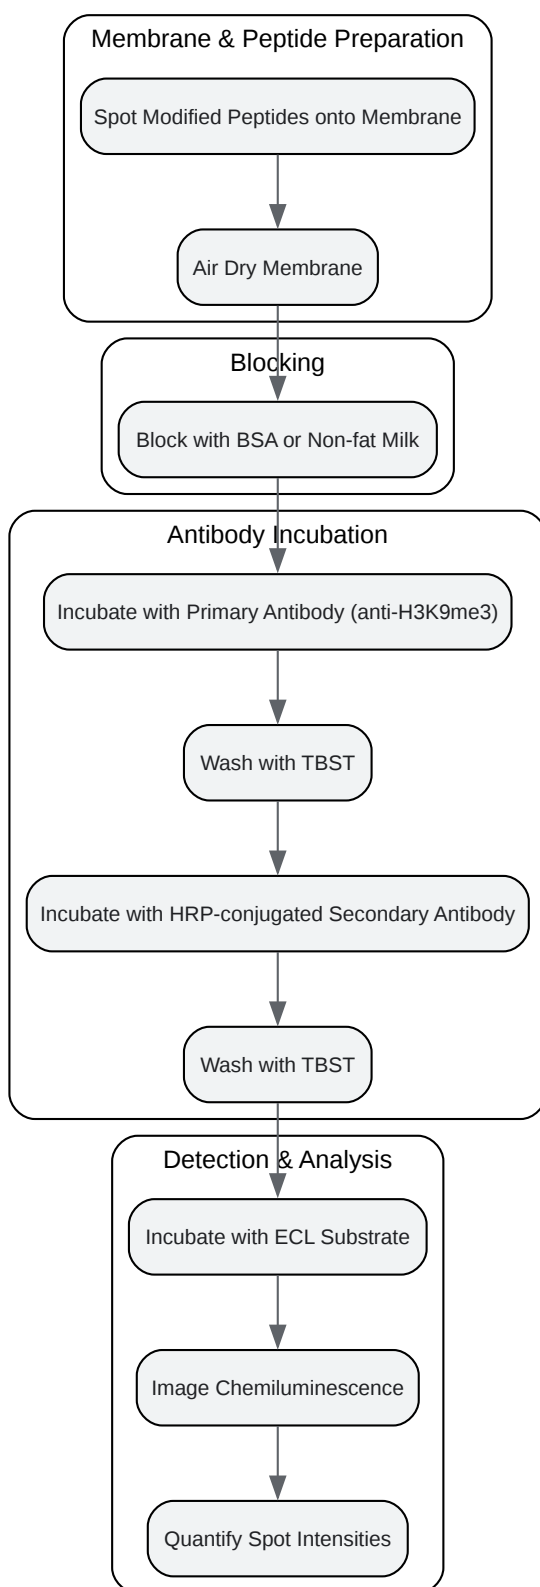 Membrane & Peptide Preparation
Spot Modified Peptides onto Membrane
Air Dry Membrane
Blocking
Block with BSA or Non-fat Milk
Antibody Incubation
Incubate with Primary Antibody (anti-H3K9me3)
Wash with TBST
Incubate with HRP-conjugated Secondary Antibody
Wash with TBST
Detection & Analysis
Incubate with ECL Substrate
Image Chemiluminescence
Quantify Spot Intensities